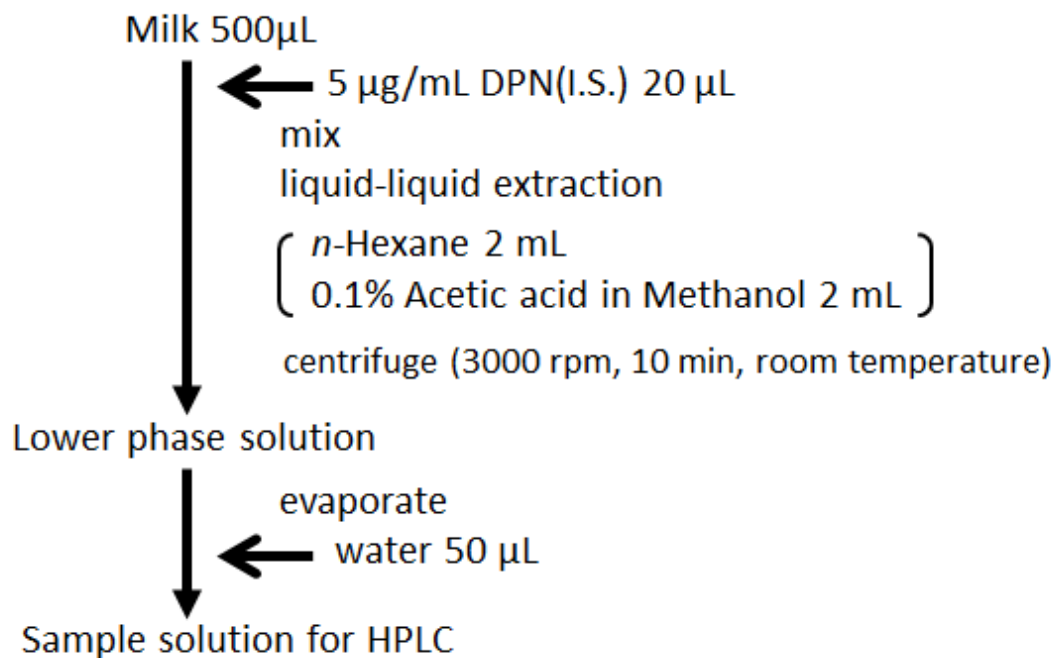 Milk 500µL
5 µg/mL DPN(I.S.) 20 µL
mix
liquid-liquid extraction
n-Hexane 2 mL
0.1% Acetic acid in Methanol 2 mL
centrifuge (3000 rpm, 10 min, room temperature)
Lower phase solution
evaporate
water 50 µL
Sample solution for HPLC